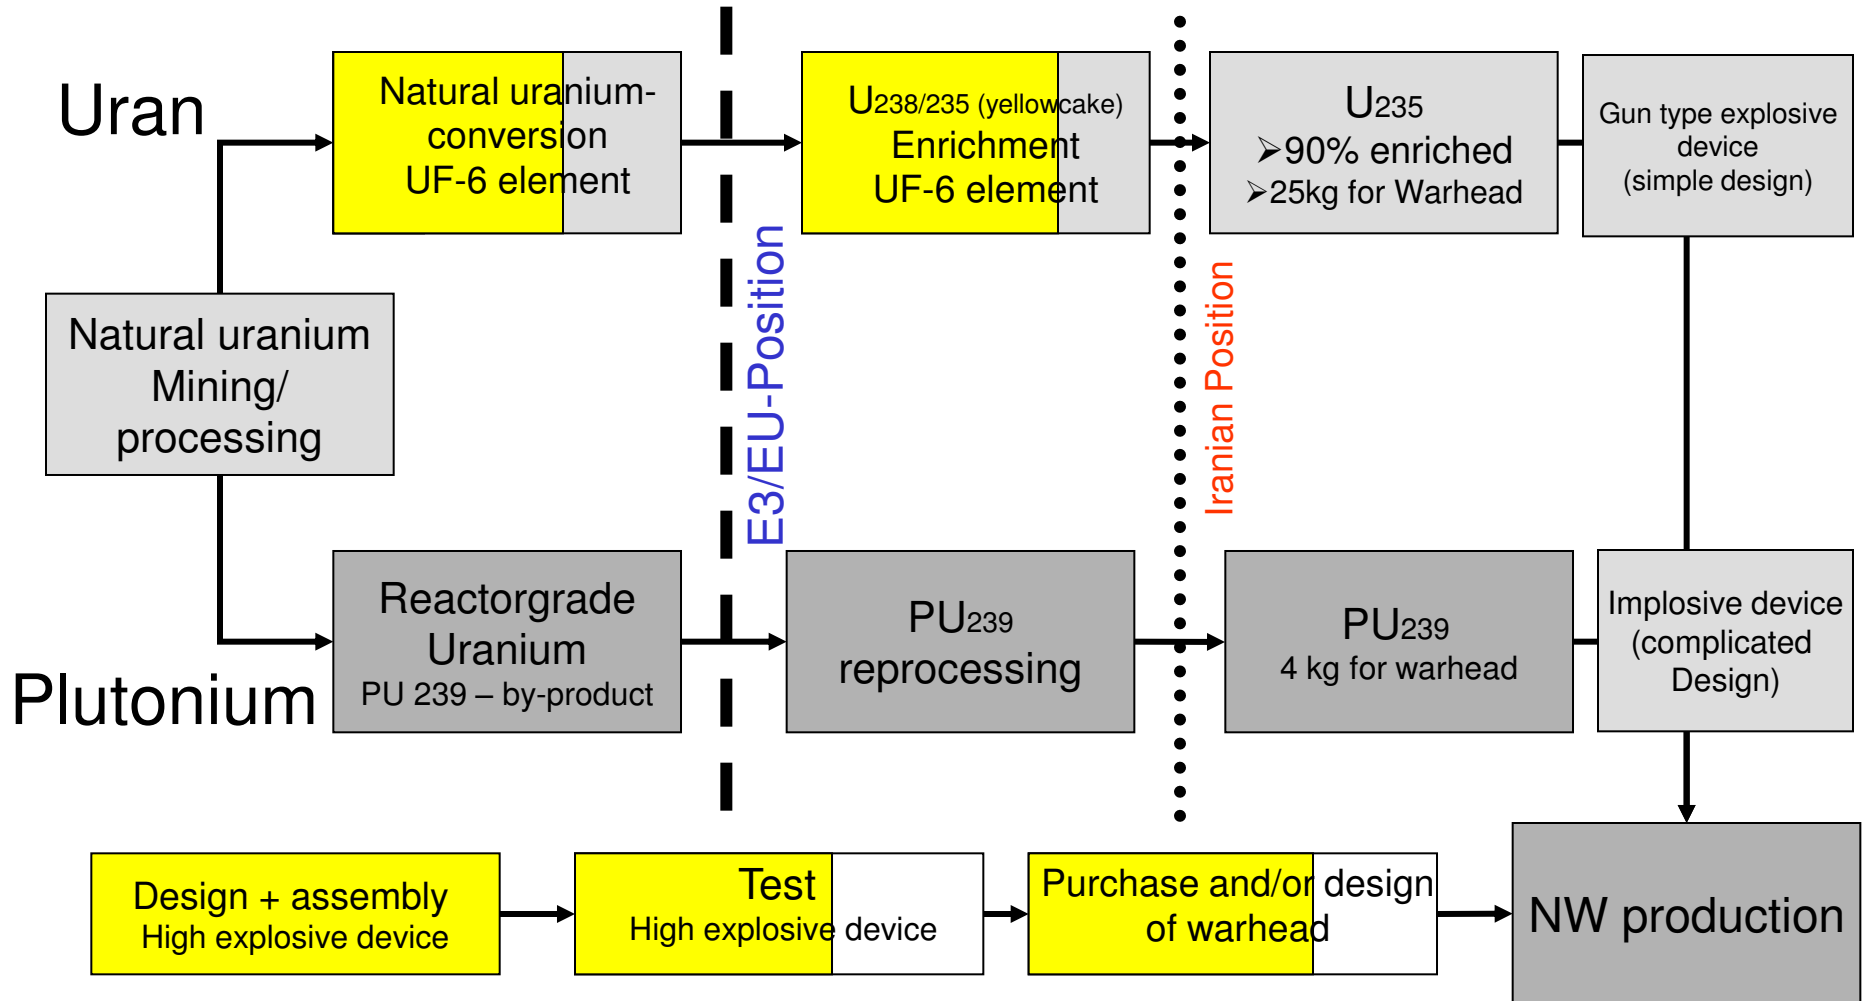 Uran
Natural uranium-
conversion
UF-6 element
U238/235 (yellowcake)
Enrichment
UF-6 element
U235
➢90% enriched
➢25kg for Warhead
Gun type explosive
device
(simple design)
Natural uranium
Mining/
processing
E3/EU-Position
Iranian Position
Plutonium
Reactorgrade
Uranium
PU 239 – by-product
PU239
reprocessing
PU239
4 kg for warhead
Implosive device
(complicated
Design)
Design + assembly
High explosive device
Test
High explosive device
Purchase and/or design
of warhead
NW production